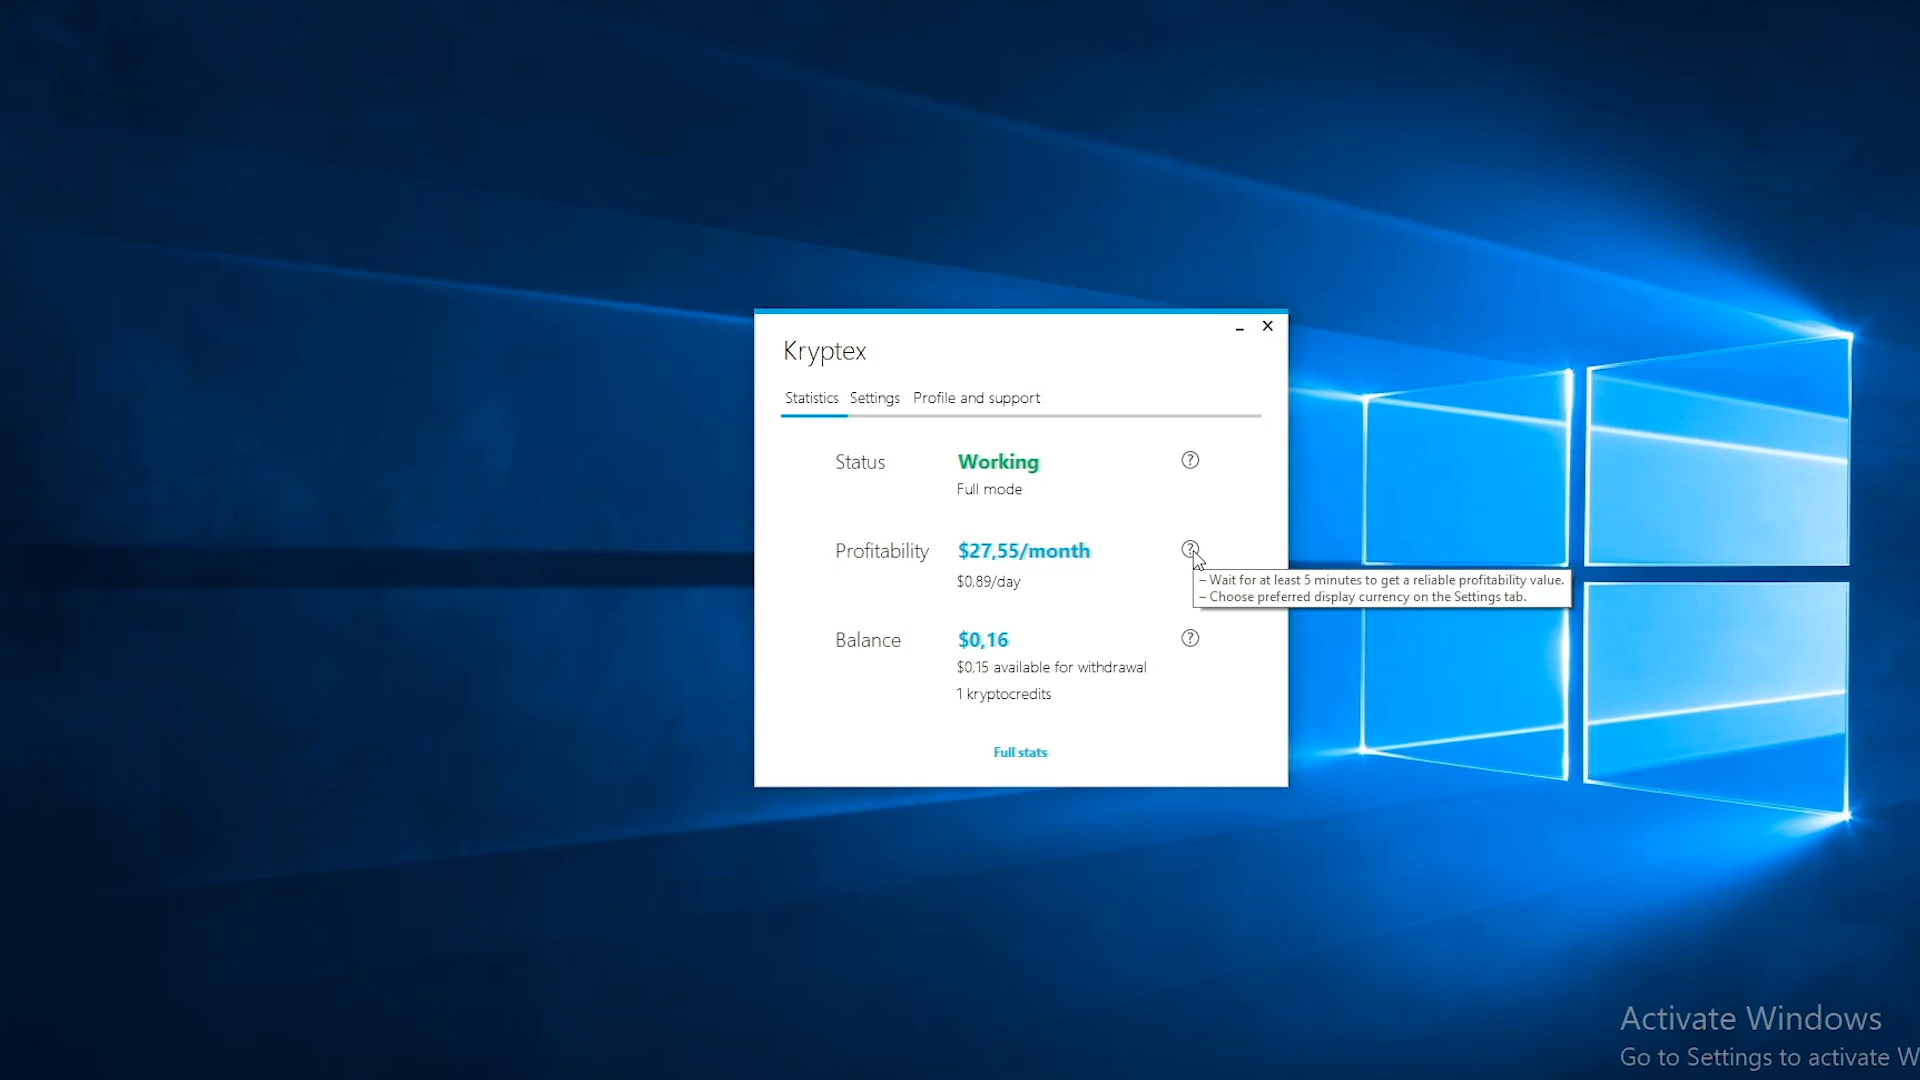 Kryptex
Statistics Settings Profile and support
Status Working
Full mode
Profitability $27,55/month
$0,89/day
– Wait for at least 5 minutes to get a reliable profitability value.
– Choose preferred display currency on the Settings tab.
Balance $0,16
$0,15 available for withdrawal
1 kryptocredits
Full stats
Activate Windows
Go to Settings to activate W